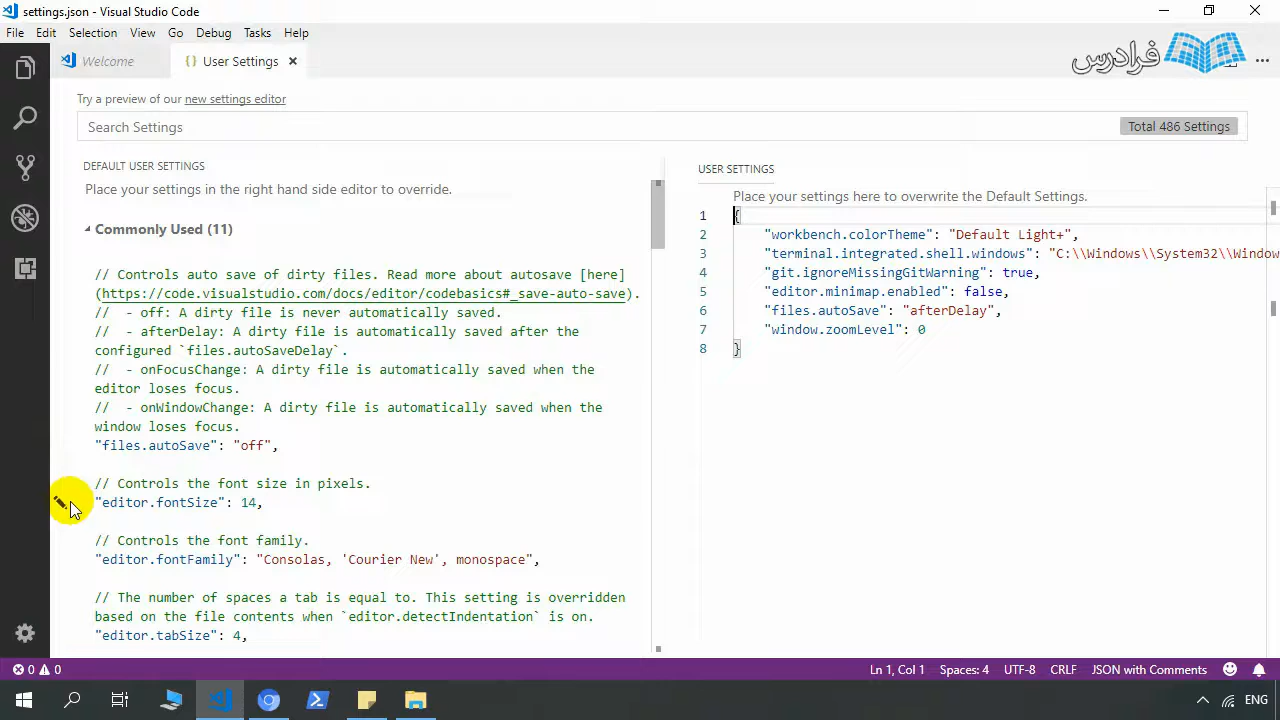 settings.json - Visual Studio Code
File Edit Selection View Go Debug Tasks Help
Welcome
{} User Settings
فرادرس
Try a preview of our new settings editor
Search Settings
Total 486 Settings
DEFAULT USER SETTINGS
Place your settings in the right hand side editor to override.
Commonly Used (11)
// Controls auto save of dirty files. Read more about autosave [here]
(https://code.visualstudio.com/docs/editor/codebasics#_save-auto-save).
//  - off: A dirty file is never automatically saved.
//  - afterDelay: A dirty file is automatically saved after the
configured `files.autoSaveDelay`.
//  - onFocusChange: A dirty file is automatically saved when the
editor loses focus.
//  - onWindowChange: A dirty file is automatically saved when the
window loses focus.
"files.autoSave": "off",
// Controls the font size in pixels.
"editor.fontSize": 14,
// Controls the font family.
"editor.fontFamily": "Consolas, 'Courier New', monospace",
// The number of spaces a tab is equal to. This setting is overridden
based on the file contents when `editor.detectIndentation` is on.
"editor.tabSize": 4,
USER SETTINGS
Place your settings here to overwrite the Default Settings.
1 {
2 "workbench.colorTheme": "Default Light+",
3 "terminal.integrated.shell.windows": "C:\\Windows\\System32\\Window
4 "git.ignoreMissingGitWarning": true,
5 "editor.minimap.enabled": false,
6 "files.autoSave": "afterDelay",
7 "window.zoomLevel": 0
8 }
0 0
Ln 1, Col 1 Spaces: 4 UTF-8 CRLF JSON with Comments
ENG